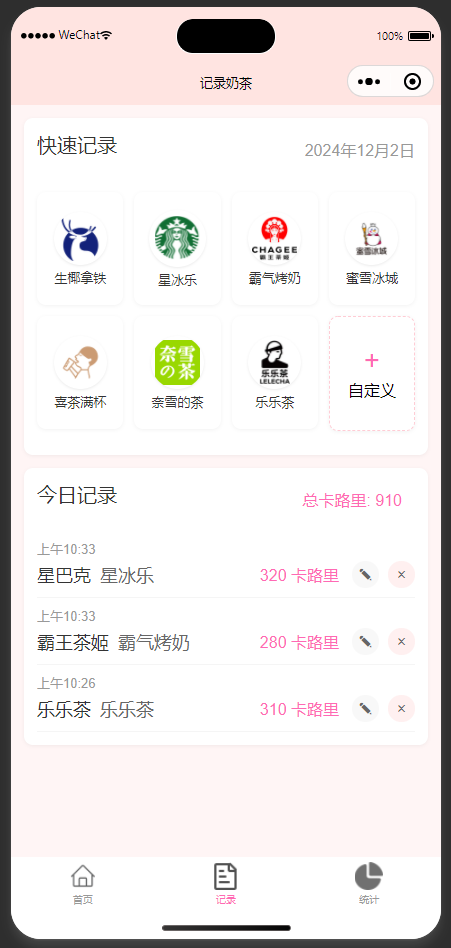 WeChat
100%
记录奶茶
快速记录
2024年12月2日
CHAGEE
霸王茶姬
蜜雪冰城
生椰拿铁
星冰乐
霸气烤奶
蜜雪冰城
奈雪
の茶
乐乐茶
LELECHA
+
自定义
喜茶满杯
奈雪的茶
乐乐茶
今日记录
总卡路里: 910
上午10:33
星巴克 星冰乐
320 卡路里
×
上午10:33
霸王茶姬 霸气烤奶
280 卡路里
×
上午10:26
乐乐茶 乐乐茶
310 卡路里
×
首页
记录
统计